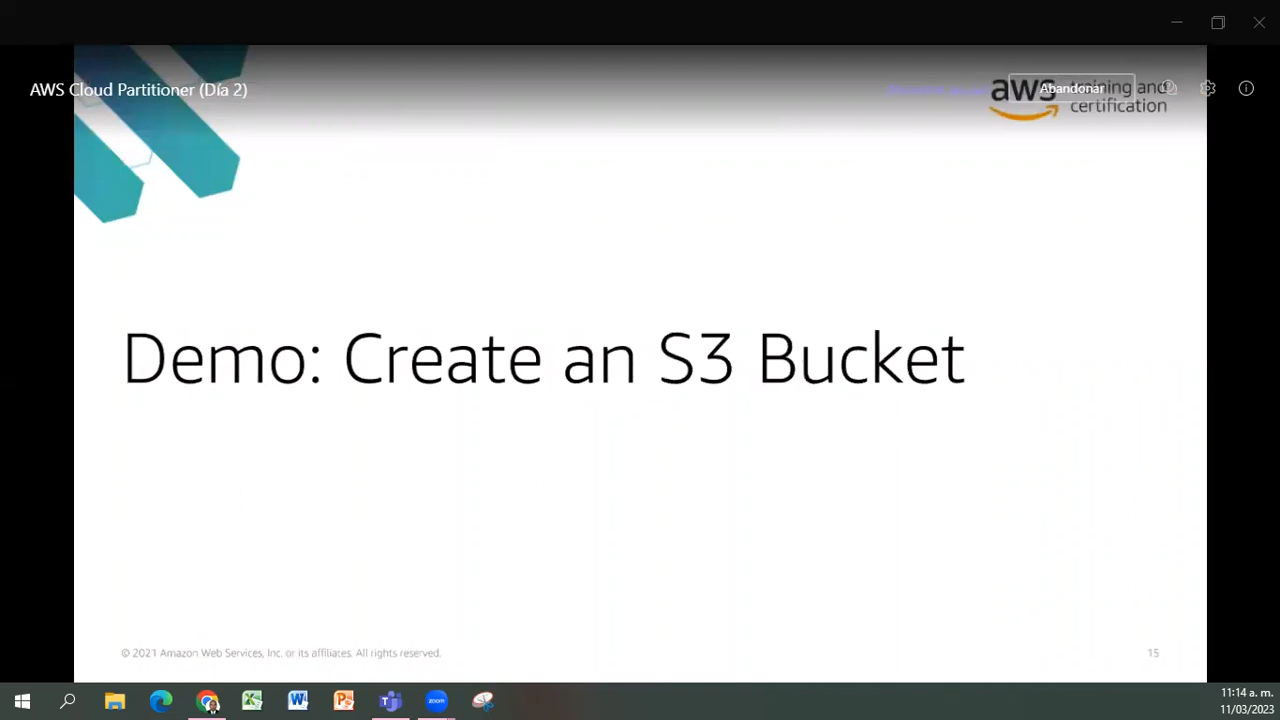 AWS Cloud Partitioner (Día 2)
Abandonar
aws training and
certification
Demo: Create an S3 Bucket
© 2021 Amazon Web Services, Inc. or its affiliates. All rights reserved.
15
zoom
11:14 a. m.
11/03/2023